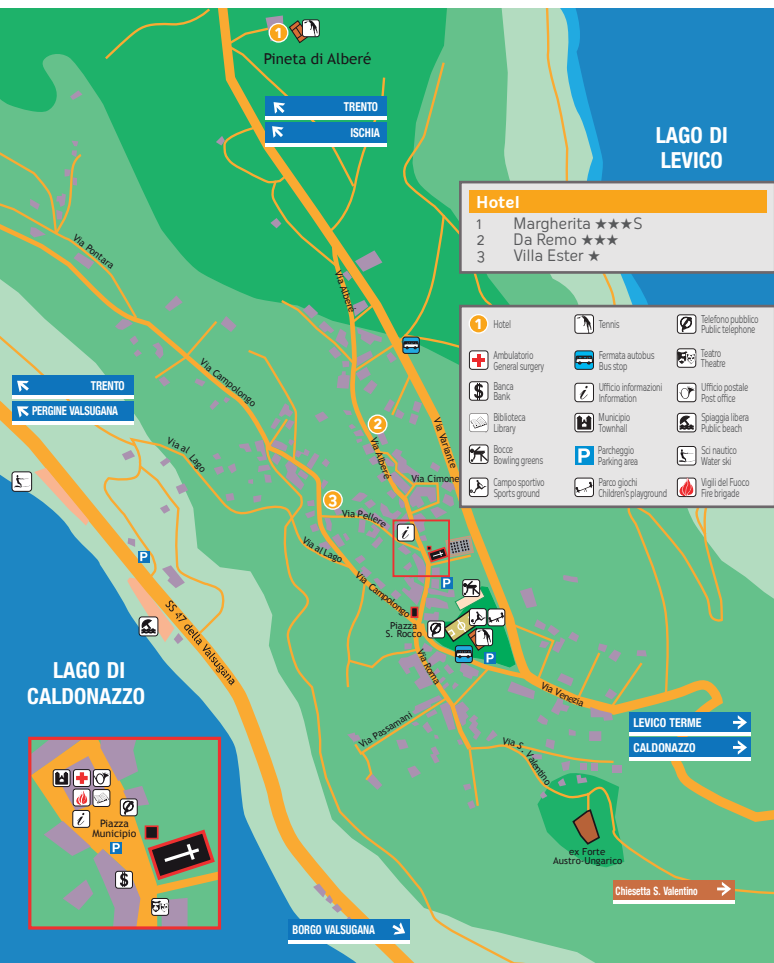 1
Pineta di Alberé
TRENTO
ISCHIA
LAGO DI
LEVICO
Hotel
1 Margherita ★★★S
2 Da Remo ★★★
3 Villa Ester ★
1 Hotel
Tennis
Telefono pubblico
Public telephone
Ambulatorio
General surgery
Fermata autobus
Bus stop
Teatro
Theatre
$ Banca
Bank
i Ufficio informazioni
Information
Ufficio postale
Post office
Biblioteca
Library
Municipio
Townhall
Spiaggia libera
Public beach
Bocce
Bowling greens
P Parcheggio
Parking area
Sci nautico
Water ski
Campo sportivo
Sports ground
Parco giochi
Children's playground
Vigili del Fuoco
Fire brigade
Via Pontara
Via Alberé
Via Campolongo
TRENTO
PERGINE VALSUGANA
Via al Lago
2
Via Alberé
Via Variante
Via Cimone
3
Via Pellere
i
Via al Lago
Via Campolongo
P
P
Piazza
S. Rocco
P
SS 47 della Valsugana
Via Roma
Via Venezia
LAGO DI
CALDONAZZO
Via Passamani
Via S. Valentino
LEVICO TERME
CALDONAZZO
Piazza
Municipio
i
P
$
ex Forte
Austro-Ungarico
Chiesetta S. Valentino
BORGO VALSUGANA